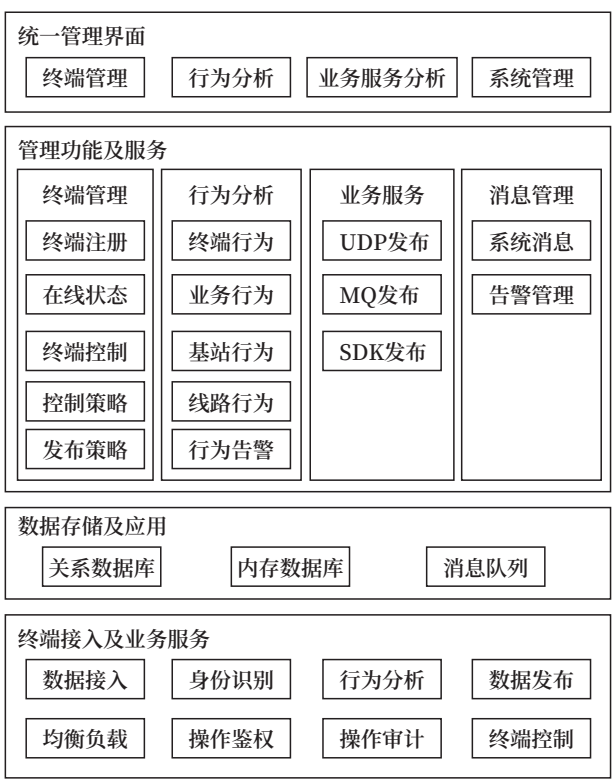 统一管理界面
终端管理 行为分析 业务服务分析 系统管理
管理功能及服务
终端管理 行为分析 业务服务 消息管理
终端注册 终端行为 UDP发布 系统消息
在线状态 业务行为 MQ发布 告警管理
终端控制 基站行为 SDK发布
控制策略 线路行为
发布策略 行为告警
数据存储及应用
关系数据库 内存数据库 消息队列
终端接入及业务服务
数据接入 身份识别 行为分析 数据发布
均衡负载 操作鉴权 操作审计 终端控制